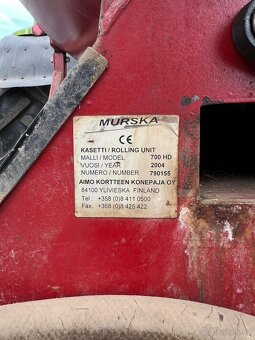 MURSKA
CE
KASETTI / ROLLING UNIT
MALLI / MODEL 700 HD
VUOSI / YEAR 2004
NUMERO / NUMBER 790155
AIMO KORTTEEN KONEPAJA OY
84100 YLIVIESKA FINLAND
Tel : +358 (0)8 411 0500
Fax: +358 (0)8 425 422